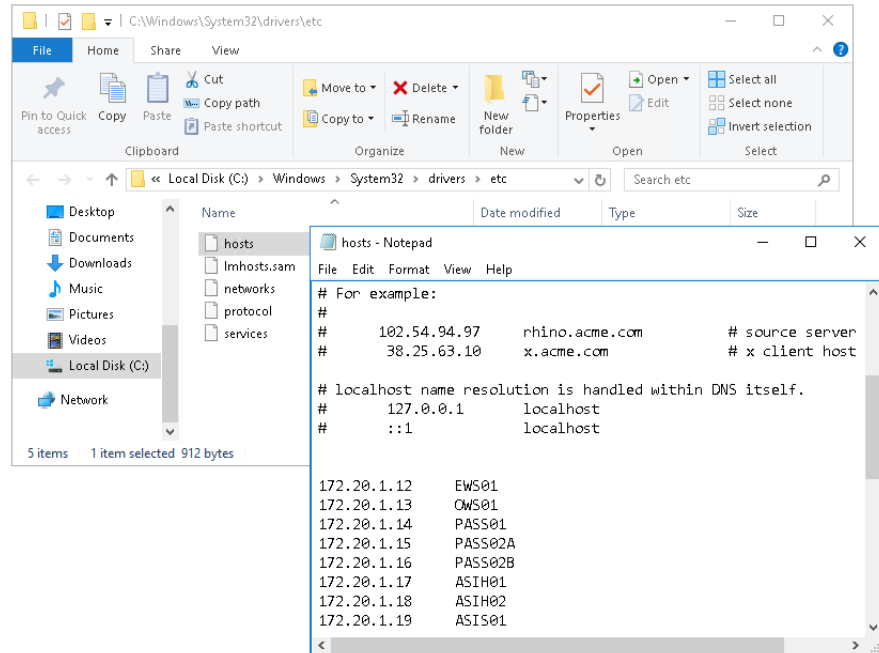 C:\Windows\System32\drivers\etc
File Home Share View
Pin to Quick access
Copy
Paste
Cut
Copy path
Paste shortcut
Move to
Copy to
Delete
Rename
New folder
Properties
Open
Edit
Select all
Select none
Invert selection
Clipboard Organize New Open Select
« Local Disk (C:) > Windows > System32 > drivers > etc
Search etc
Desktop
Documents
Downloads
Music
Pictures
Videos
Local Disk (C:)
Network
Name Date modified Type Size
hosts
lmhosts.sam
networks
protocol
services
5 items 1 item selected 912 bytes
hosts - Notepad
File Edit Format View Help
# For example:
#
# 102.54.94.97 rhino.acme.com # source server
# 38.25.63.10 x.acme.com # x client host
# localhost name resolution is handled within DNS itself.
# 127.0.0.1 localhost
# ::1 localhost
172.20.1.12 EWS01
172.20.1.13 OWS01
172.20.1.14 PASS01
172.20.1.15 PASS02A
172.20.1.16 PASS02B
172.20.1.17 ASIH01
172.20.1.18 ASIH02
172.20.1.19 ASIS01